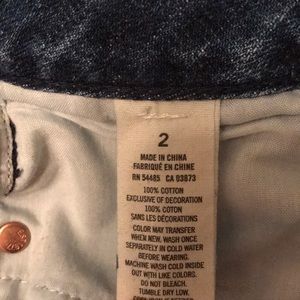 2
MADE IN CHINA
FABRIQUÉ EN CHINE
RN 54485 CA 03873
100% COTTON
EXCLUSIVE OF DECORATION
100% COTON
SANS LES DÉCORATIONS
COLOR MAY TRANSFER
WHEN NEW. WASH ONCE
SEPARATELY IN COLD WATER
BEFORE WEARING.
MACHINE WASH COLD INSIDE
OUT WITH LIKE COLORS.
DO NOT BLEACH.
TUMBLE DRY LOW.